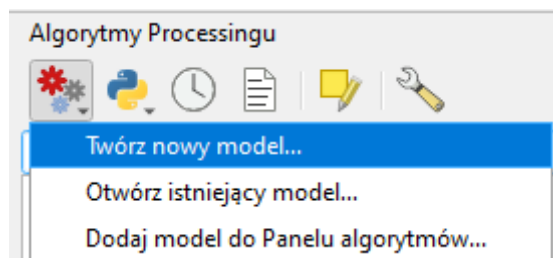 Algorytmy Processingu
Twórz nowy model...
Otwórz istniejący model...
Dodaj model do Panelu algorytmów...